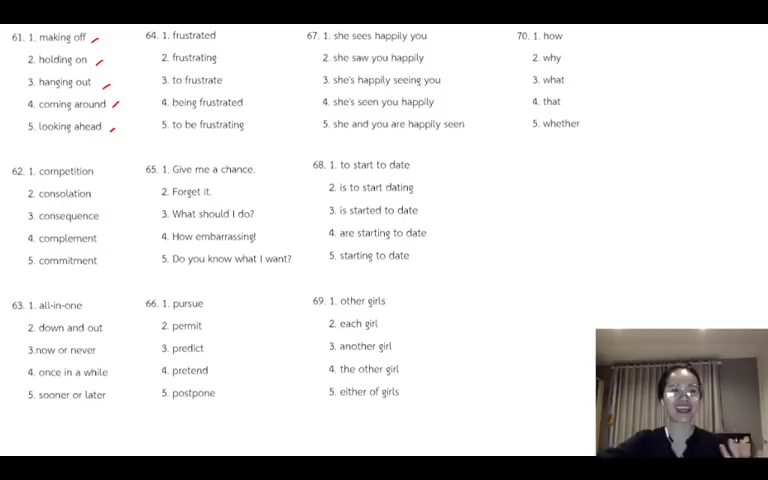 61. 1. making off
2. holding on
3. hanging out
4. coming around
5. looking ahead
62. 1. competition
2. consolation
3. consequence
4. complement
5. commitment
63. 1. all-in-one
2. down and out
3.now or never
4. once in a while
5. sooner or later
64. 1. frustrated
2. frustrating
3. to frustrate
4. being frustrated
5. to be frustrating
65. 1. Give me a chance.
2. Forget it.
3. What should I do?
4. How embarrassing!
5. Do you know what I want?
66. 1. pursue
2. permit
3. predict
4. pretend
5. postpone
67. 1. she sees happily you
2. she saw you happily
3. she's happily seeing you
4. she's seen you happily
5. she and you are happily seen
68. 1. to start to date
2. is to start dating
3. is started to date
4. are starting to date
5. starting to date
69. 1. other girls
2. each girl
3. another girl
4. the other girl
5. either of girls
70. 1. how
2. why
3. what
4. that
5. whether